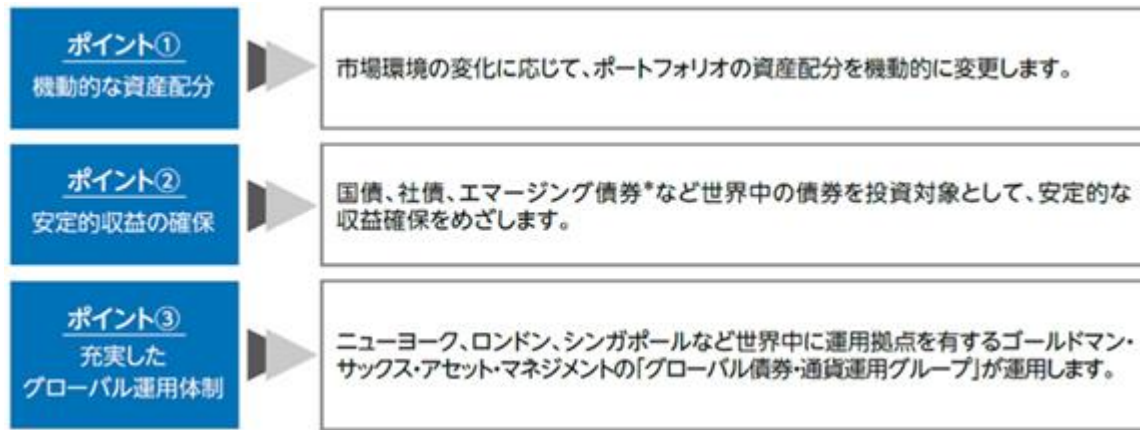 ポイント①
機動的な資産配分
市場環境の変化に応じて、ポートフォリオの資産配分を機動的に変更します。
ポイント②
安定的収益の確保
国債、社債、エマージング債券*など世界中の債券を投資対象として、安定的な
収益確保をめざします。
ポイント③
充実した
グローバル運用体制
ニューヨーク、ロンドン、シンガポールなど世界中に運用拠点を有するゴールドマン・
サックス・アセット・マネジメントの「グローバル債券・通貨運用グループ」が運用します。